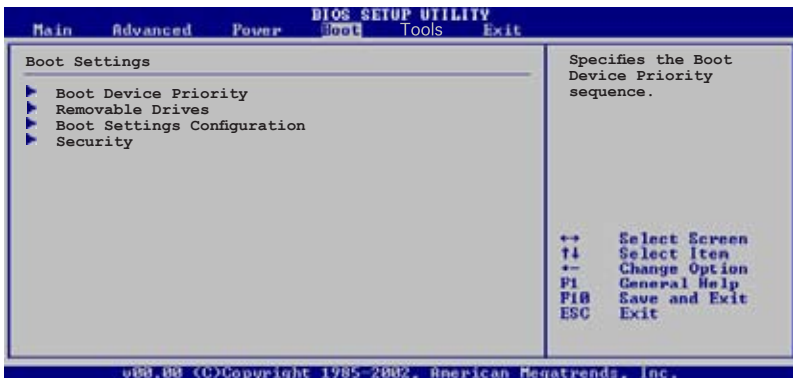 BIOS SETUP UTILITY
Main Advanced Power Boot Tools Exit
Boot Settings
Boot Device Priority
Removable Drives
Boot Settings Configuration
Security
Specifies the Boot
Device Priority
sequence.
←→ Select Screen
↑↓ Select Item
+- Change Option
F1 General Help
F10 Save and Exit
ESC Exit
v00.00 (C)Copyright 1985-2002, American Megatrends, Inc.